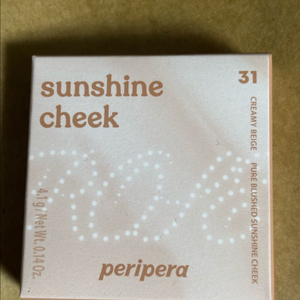 sunshine
cheek
31
CREAMY BEIGE
PURE BLUSHED SUNSHINE CHEEK
4.1g / Net Wt. 0.14 Oz.
peripera